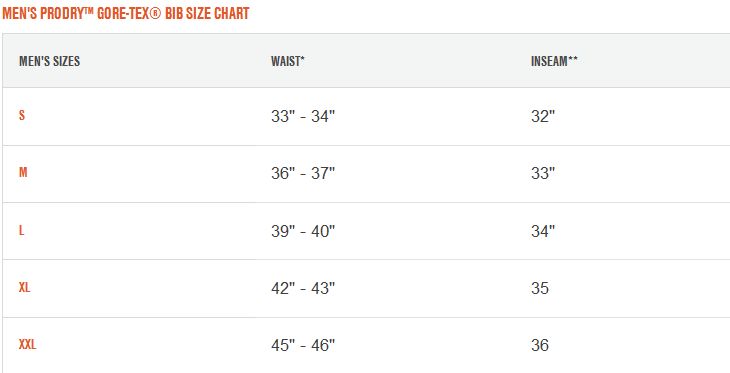 MEN'S PRODRY™ GORE-TEX® BIB SIZE CHART
MEN'S SIZES WAIST* INSEAM**
S 33" - 34" 32"
M 36" - 37" 33"
L 39" - 40" 34"
XL 42" - 43" 35
XXL 45" - 46" 36